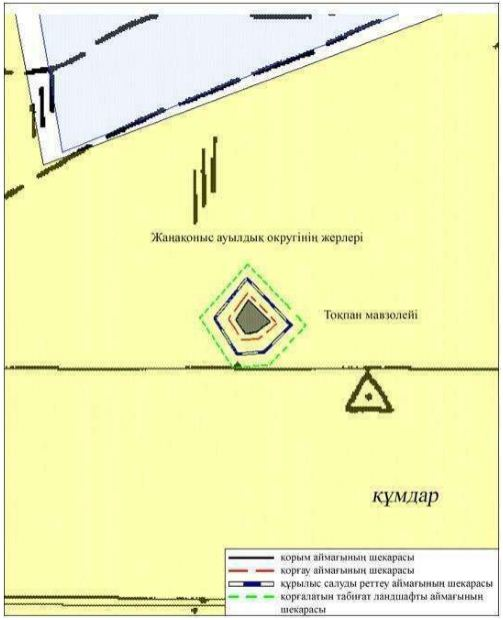 Жаңақоныс ауылдық округінің жерлері
Тоқпан мавзолейі
құмдар
қорым аймағының шекарасы
қорғау аймағының шекарасы
құрылыс салуды реттеу аймағының шекарасы
қорғалатын табиғат ландшафты аймағының
шекарасы